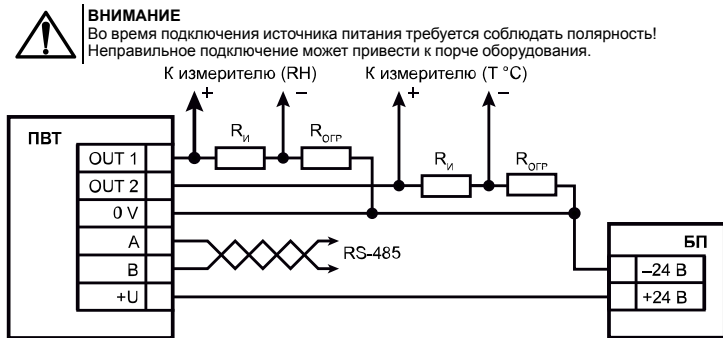 ВНИМАНИЕ
Во время подключения источника питания требуется соблюдать полярность!
Неправильное подключение может привести к порче оборудования.
К измерителю (RH) К измерителю (T °C)
+ – + –
ПВТ
Rи Rогр
OUT 1
Rи Rогр
OUT 2
0 V
A
RS-485
B
+U
БП
–24 В
+24 В